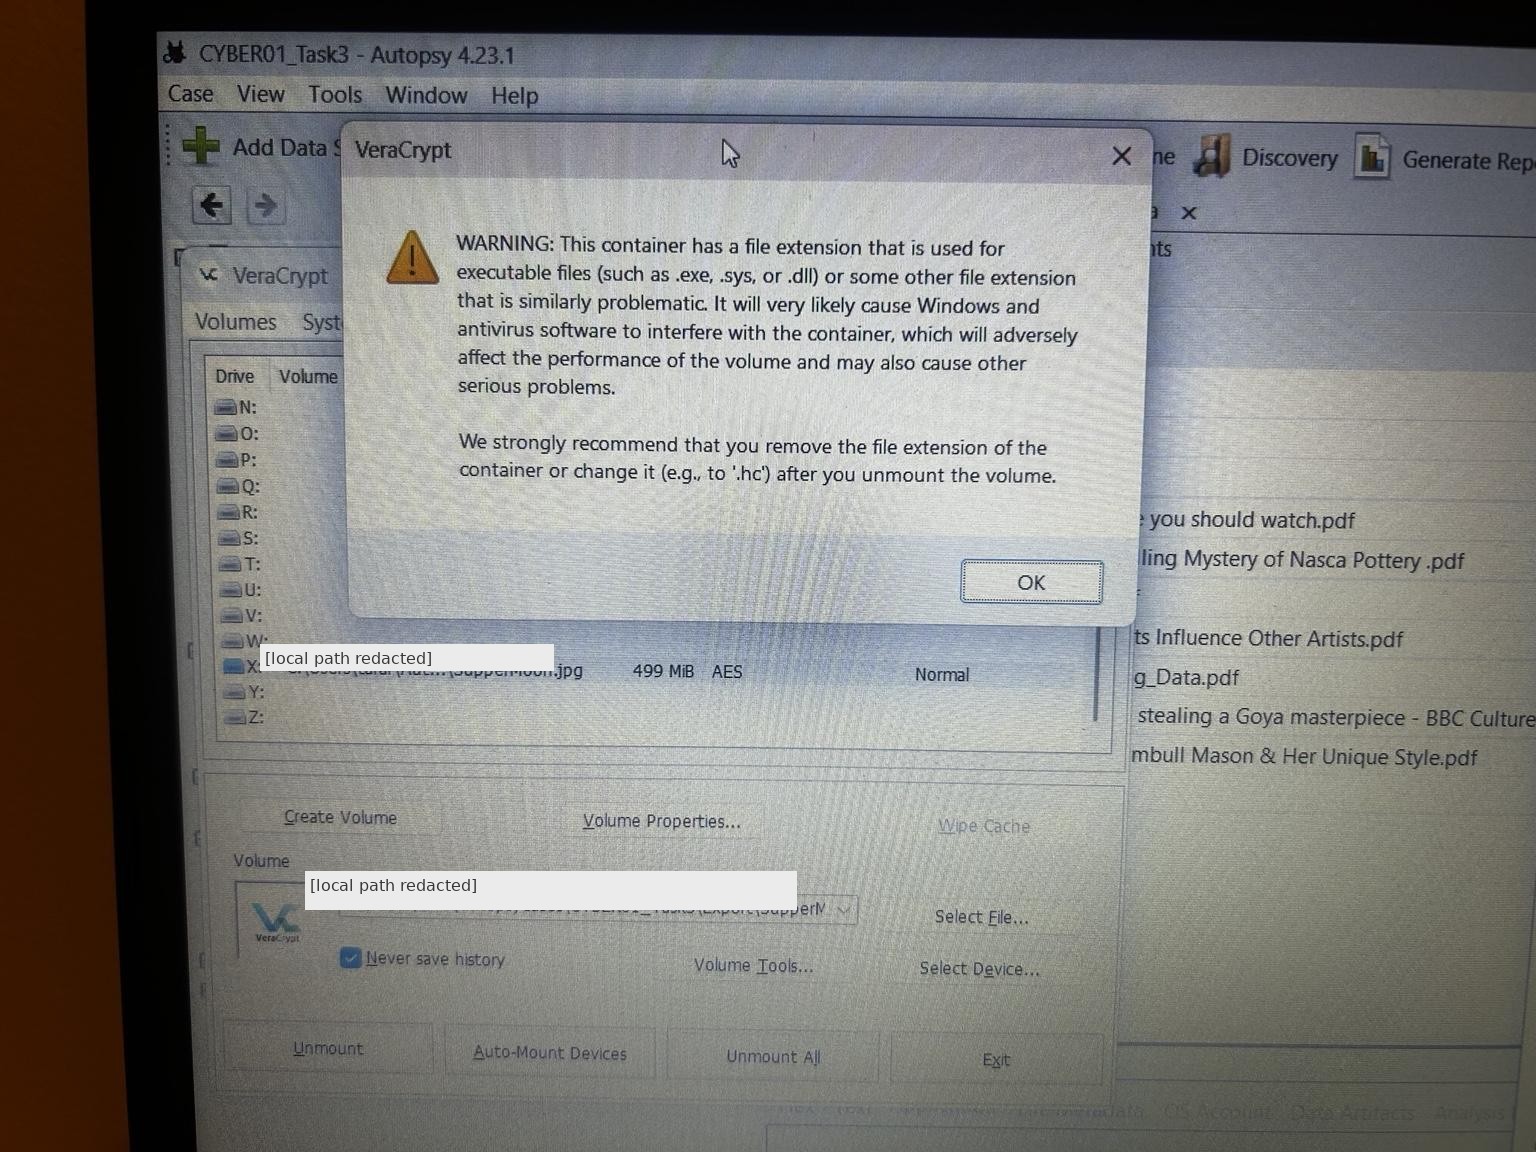 CYBER01_Task3 - Autopsy 4.23.1
Case View Tools Window Help
Add Data
Discovery
Generate Rep
VeraCrypt
WARNING: This container has a file extension that is used for
executable files (such as .exe, .sys, or .dll) or some other file extension
that is similarly problematic. It will very likely cause Windows and
antivirus software to interfere with the container, which will adversely
affect the performance of the volume and may also cause other
serious problems.
We strongly recommend that you remove the file extension of the
container or change it (e.g., to '.hc') after you unmount the volume.
OK
VeraCrypt
Volumes Syst
Drive Volume
N:
O:
P:
Q:
R:
S:
T:
U:
V:
W:
[local path redacted]
X: .jpg 499 MiB AES Normal
Y:
Z:
you should watch.pdf
ling Mystery of Nasca Pottery .pdf
ts Influence Other Artists.pdf
g_Data.pdf
stealing a Goya masterpiece - BBC Culture
mbull Mason & Her Unique Style.pdf
Create Volume
Volume Properties...
Wipe Cache
Volume
[local path redacted]
VeraCrypt
Select File...
Never save history
Volume Tools...
Select Device...
Unmount
Auto-Mount Devices
Unmount All
Exit
OS Account Data Artifacts Analysis